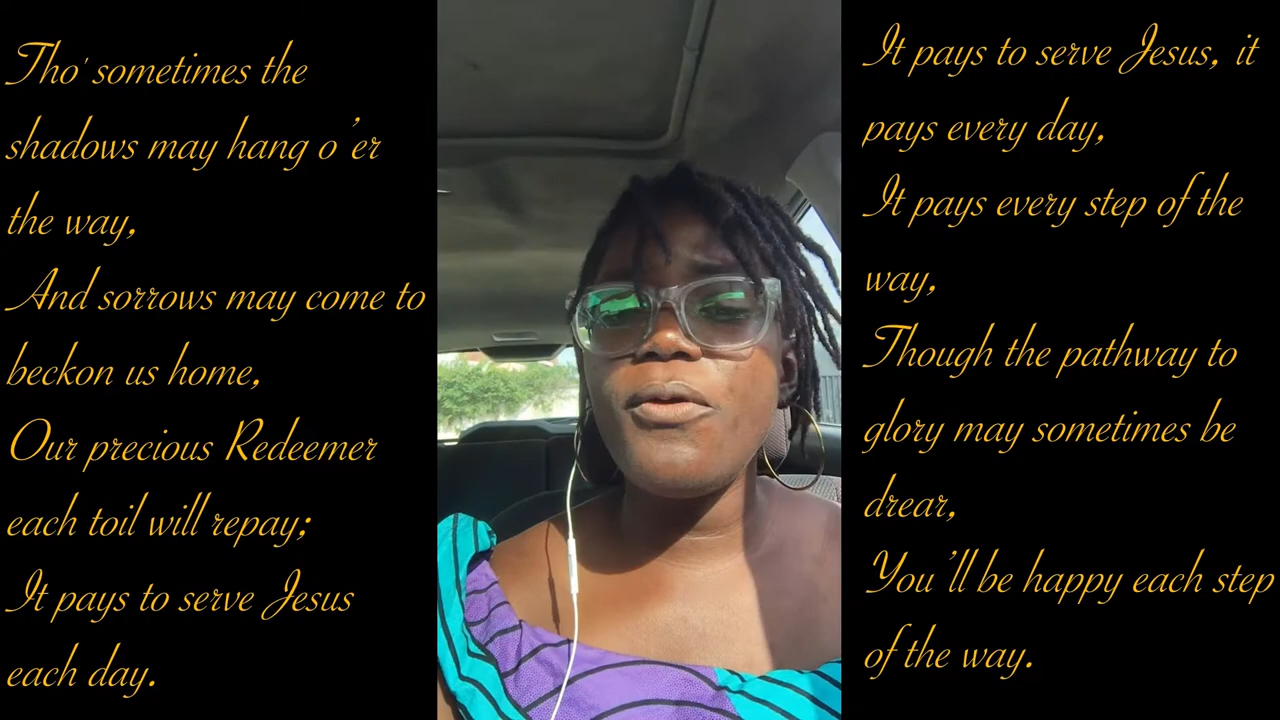 Tho' sometimes the
shadows may hang o'er
the way,
And sorrows may come to
beckon us home,
Our precious Redeemer
each toil will repay;
It pays to serve Jesus
each day.
It pays to serve Jesus, it
pays every day,
It pays every step of the
way,
Though the pathway to
glory may sometimes be
drear,
You'll be happy each step
of the way.